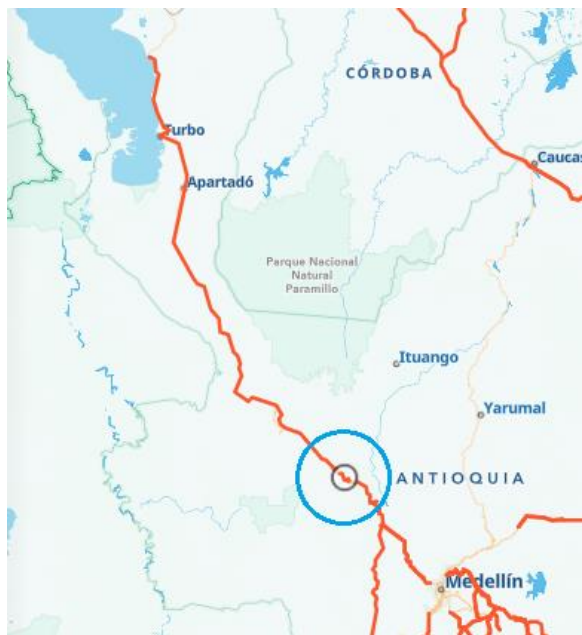 CÓRDOBA
Turbo
Caucas
Apartadó
Parque Nacional
Natural
Paramillo
Ituango
Yarumal
ANTIOQUIA
Medellín